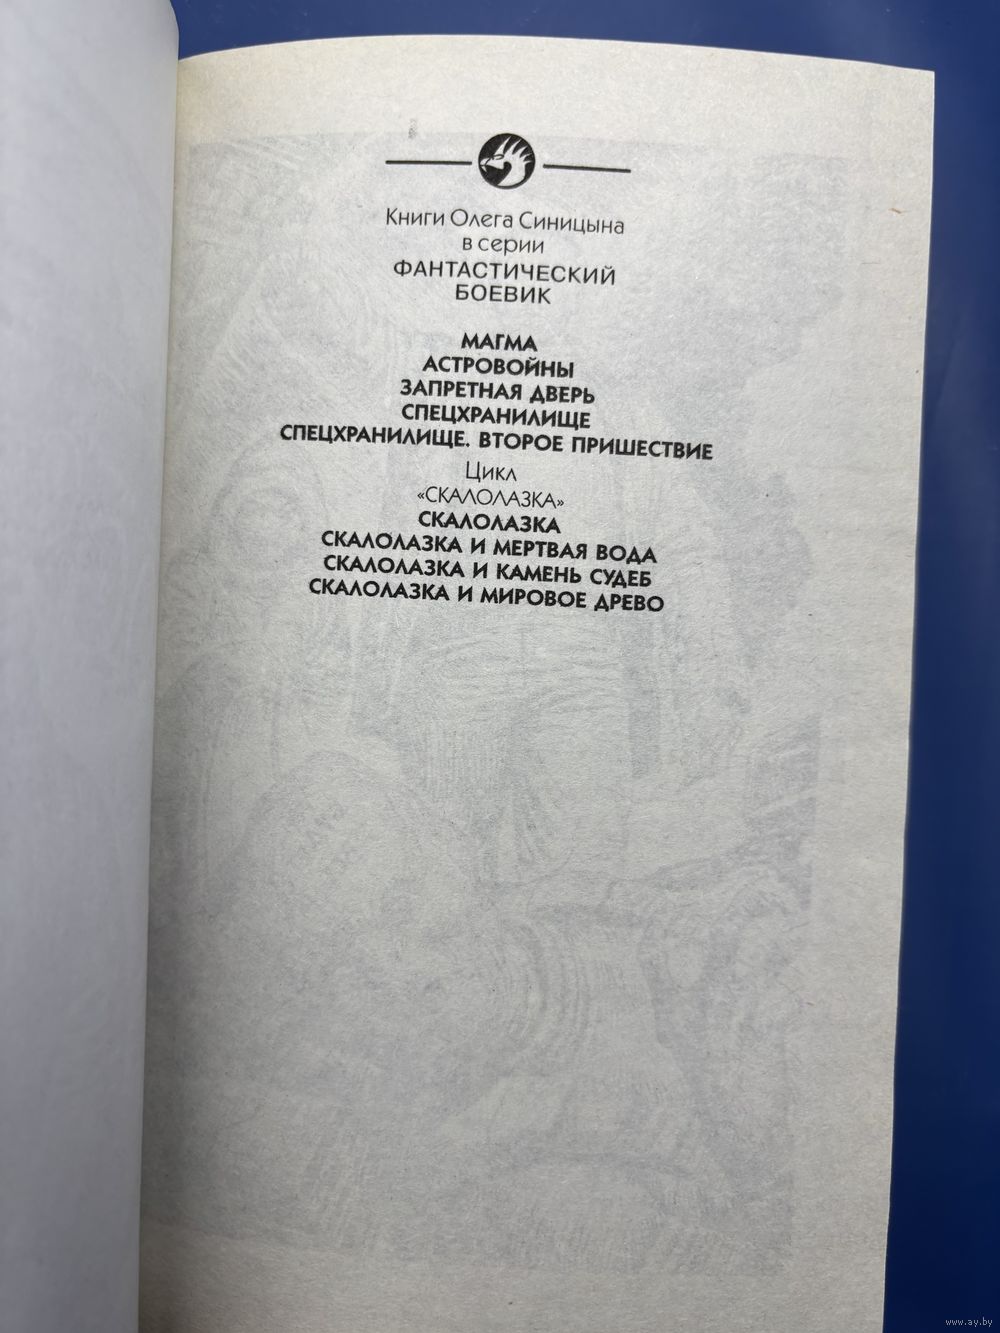 Книги Олега Синицына
в серии
ФАНТАСТИЧЕСКИЙ
БОЕВИК
МАГМА
АСТРОВОЙНЫ
ЗАПРЕТНАЯ ДВЕРЬ
СПЕЦХРАНИЛИЩЕ
СПЕЦХРАНИЛИЩЕ. ВТОРОЕ ПРИШЕСТВИЕ
Цикл
«СКАЛОЛАЗКА»
СКАЛОЛАЗКА
СКАЛОЛАЗКА И МЕРТВАЯ ВОДА
СКАЛОЛАЗКА И КАМЕНЬ СУДЕБ
СКАЛОЛАЗКА И МИРОВОЕ ДРЕВО
www.ay.by